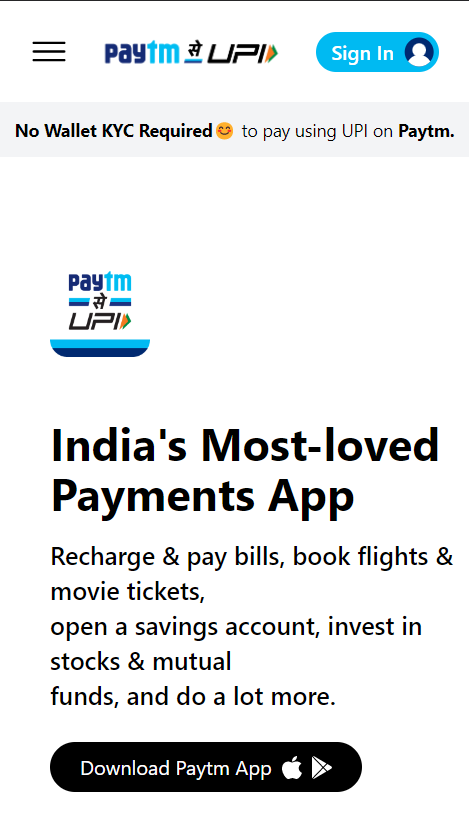 paytm से UPI
Sign In
No Wallet KYC Required😊 to pay using UPI on Paytm.
paytm
से
UPI
India's Most-loved
Payments App
Recharge & pay bills, book flights &
movie tickets,
open a savings account, invest in
stocks & mutual
funds, and do a lot more.
Download Paytm App